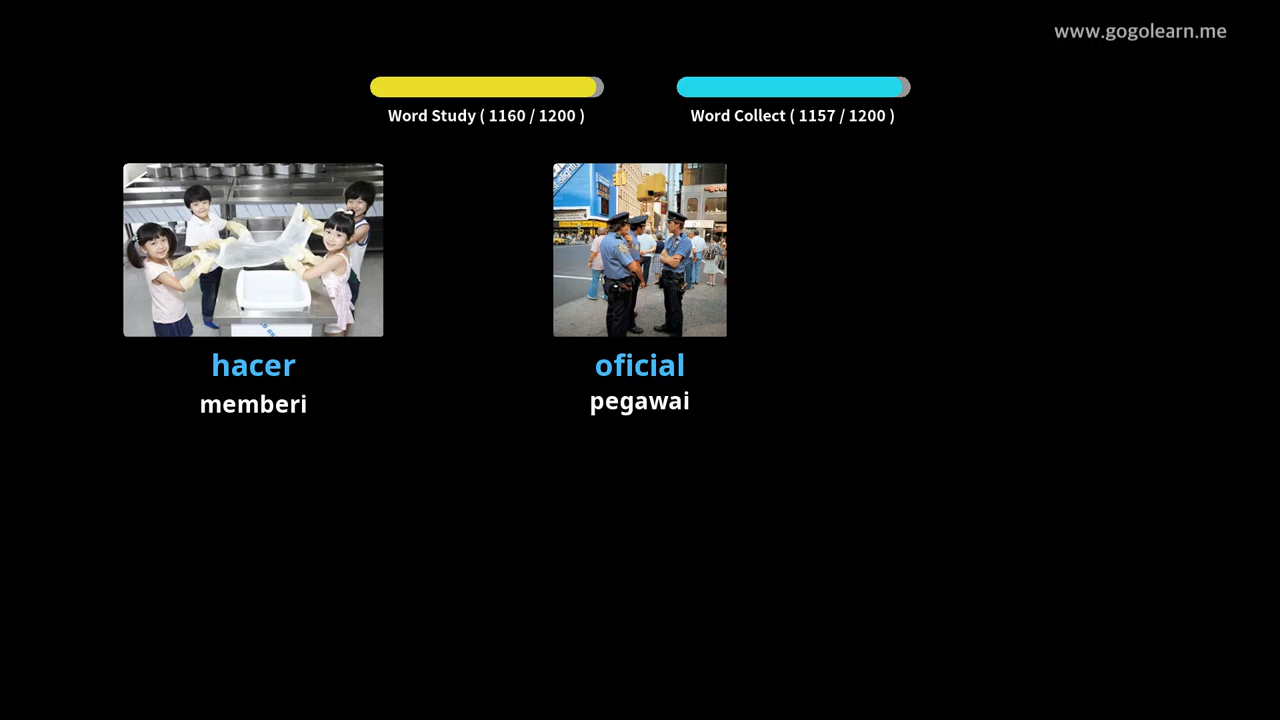 www.gogolearn.me
Word Study ( 1160 / 1200 )
Word Collect ( 1157 / 1200 )
hacer
memberi
oficial
pegawai